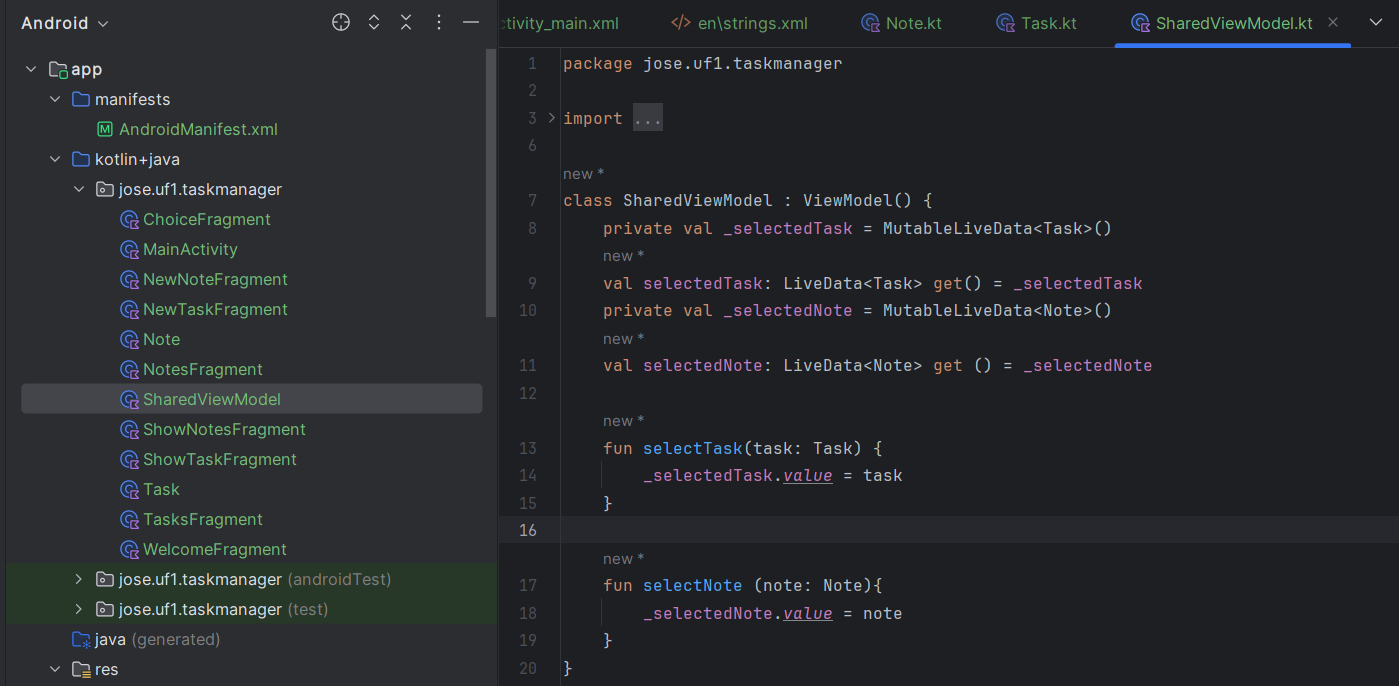 Android
app
manifests
AndroidManifest.xml
kotlin+java
jose.uf1.taskmanager
ChoiceFragment
MainActivity
NewNoteFragment
NewTaskFragment
Note
NotesFragment
SharedViewModel
ShowNotesFragment
ShowTaskFragment
Task
TasksFragment
WelcomeFragment
jose.uf1.taskmanager (androidTest)
jose.uf1.taskmanager (test)
java (generated)
res
ctivity_main.xml
</> en\strings.xml
Note.kt
Task.kt
SharedViewModel.kt
1 package jose.uf1.taskmanager
2
3 import ...
6
new *
7 class SharedViewModel : ViewModel() {
8 private val _selectedTask = MutableLiveData<Task>()
new *
9 val selectedTask: LiveData<Task> get() = _selectedTask
10 private val _selectedNote = MutableLiveData<Note>()
new *
11 val selectedNote: LiveData<Note> get () = _selectedNote
12
new *
13 fun selectTask(task: Task) {
14 _selectedTask.value = task
15 }
16
new *
17 fun selectNote (note: Note){
18 _selectedNote.value = note
19 }
20 }